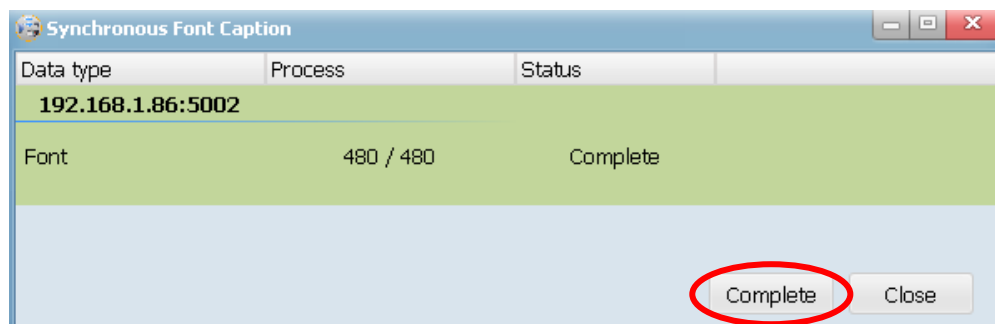 Synchronous Font Caption
Data type Process Status
192.168.1.86:5002
Font 480 / 480 Complete
Complete Close